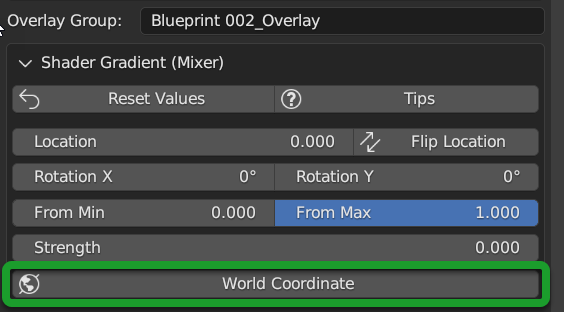 Overlay Group: Blueprint 002_Overlay
Shader Gradient (Mixer)
Reset Values Tips
Location 0.000 Flip Location
Rotation X 0° Rotation Y 0°
From Min 0.000 From Max 1.000
Strength 0.000
World Coordinate